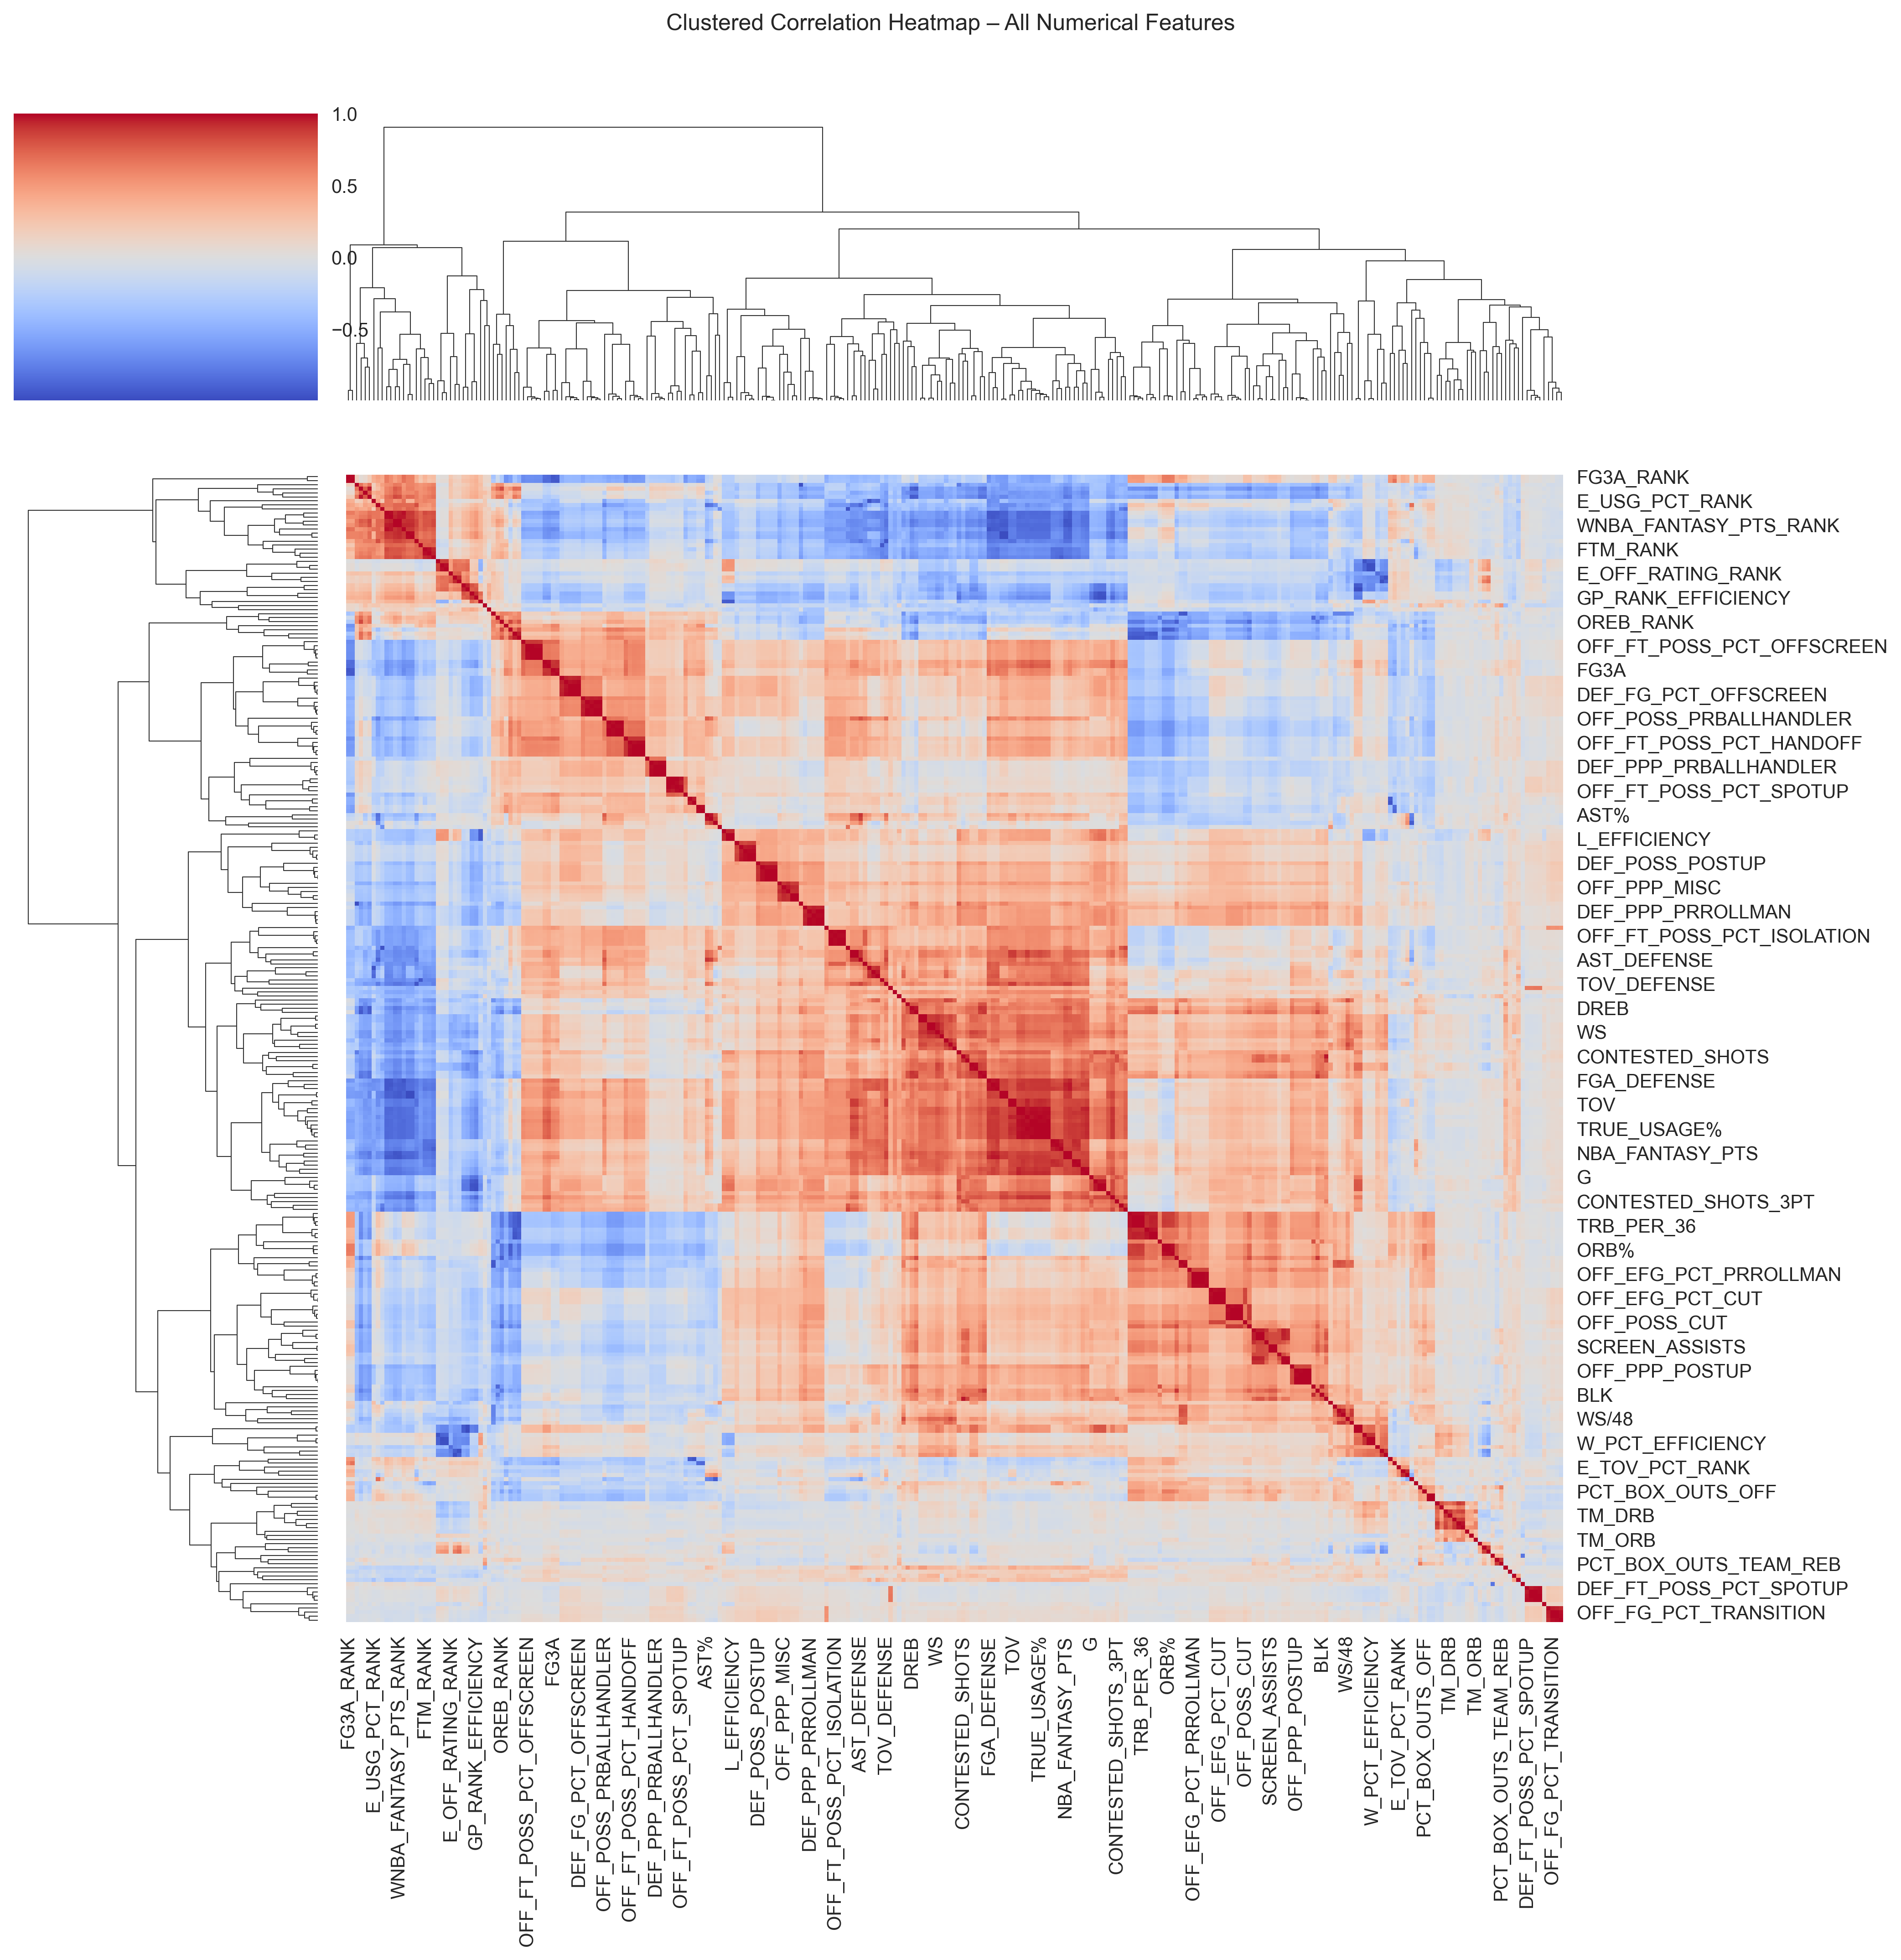 Clustered Correlation Heatmap – All Numerical Features
1.0
0.5
0.0
−0.5
FG3A_RANK
E_USG_PCT_RANK
WNBA_FANTASY_PTS_RANK
FTM_RANK
E_OFF_RATING_RANK
GP_RANK_EFFICIENCY
OREB_RANK
OFF_FT_POSS_PCT_OFFSCREEN
FG3A
DEF_FG_PCT_OFFSCREEN
OFF_POSS_PRBALLHANDLER
OFF_FT_POSS_PCT_HANDOFF
DEF_PPP_PRBALLHANDLER
OFF_FT_POSS_PCT_SPOTUP
AST%
L_EFFICIENCY
DEF_POSS_POSTUP
OFF_PPP_MISC
DEF_PPP_PRROLLMAN
OFF_FT_POSS_PCT_ISOLATION
AST_DEFENSE
TOV_DEFENSE
DREB
WS
CONTESTED_SHOTS
FGA_DEFENSE
TOV
TRUE_USAGE%
NBA_FANTASY_PTS
G
CONTESTED_SHOTS_3PT
TRB_PER_36
ORB%
OFF_EFG_PCT_PRROLLMAN
OFF_EFG_PCT_CUT
OFF_POSS_CUT
SCREEN_ASSISTS
OFF_PPP_POSTUP
BLK
WS/48
W_PCT_EFFICIENCY
E_TOV_PCT_RANK
PCT_BOX_OUTS_OFF
TM_DRB
TM_ORB
PCT_BOX_OUTS_TEAM_REB
DEF_FT_POSS_PCT_SPOTUP
OFF_FG_PCT_TRANSITION
FG3A_RANK
E_USG_PCT_RANK
WNBA_FANTASY_PTS_RANK
FTM_RANK
E_OFF_RATING_RANK
GP_RANK_EFFICIENCY
OREB_RANK
OFF_FT_POSS_PCT_OFFSCREEN
FG3A
DEF_FG_PCT_OFFSCREEN
OFF_POSS_PRBALLHANDLER
OFF_FT_POSS_PCT_HANDOFF
DEF_PPP_PRBALLHANDLER
OFF_FT_POSS_PCT_SPOTUP
AST%
L_EFFICIENCY
DEF_POSS_POSTUP
OFF_PPP_MISC
DEF_PPP_PRROLLMAN
OFF_FT_POSS_PCT_ISOLATION
AST_DEFENSE
TOV_DEFENSE
DREB
WS
CONTESTED_SHOTS
FGA_DEFENSE
TOV
TRUE_USAGE%
NBA_FANTASY_PTS
G
CONTESTED_SHOTS_3PT
TRB_PER_36
ORB%
OFF_EFG_PCT_PRROLLMAN
OFF_EFG_PCT_CUT
OFF_POSS_CUT
SCREEN_ASSISTS
OFF_PPP_POSTUP
BLK
WS/48
W_PCT_EFFICIENCY
E_TOV_PCT_RANK
PCT_BOX_OUTS_OFF
TM_DRB
TM_ORB
PCT_BOX_OUTS_TEAM_REB
DEF_FT_POSS_PCT_SPOTUP
OFF_FG_PCT_TRANSITION